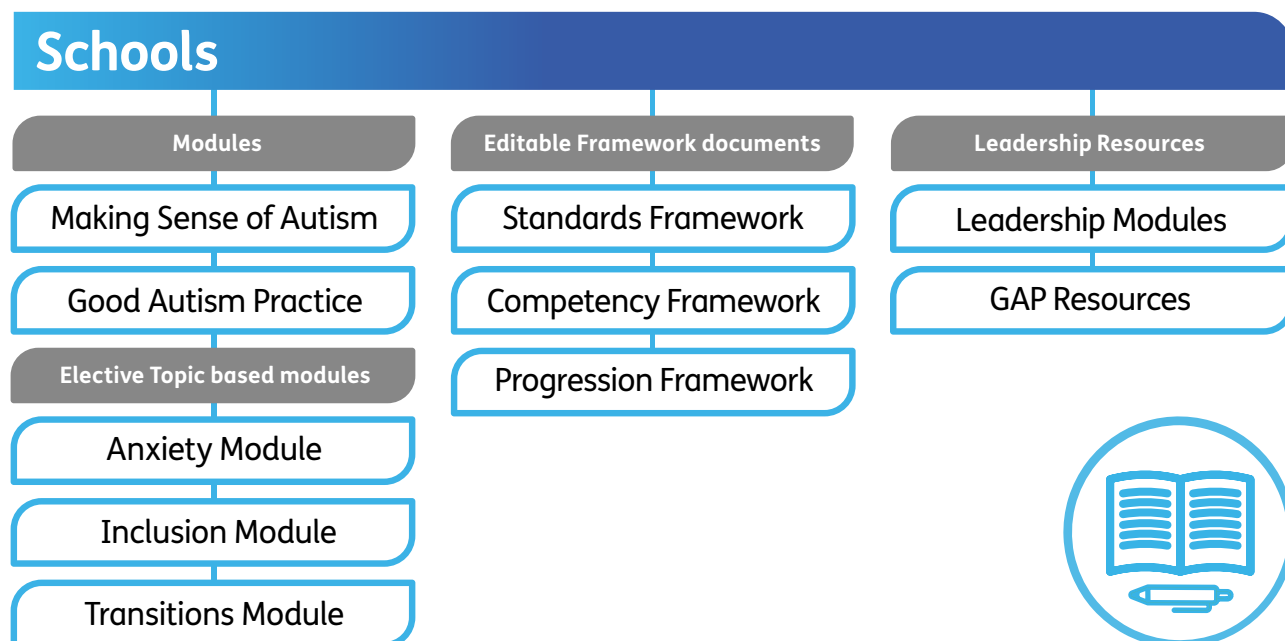 Schools
Modules
Making Sense of Autism
Good Autism Practice
Elective Topic based modules
Anxiety Module
Inclusion Module
Transitions Module
Editable Framework documents
Standards Framework
Competency Framework
Progression Framework
Leadership Resources
Leadership Modules
GAP Resources